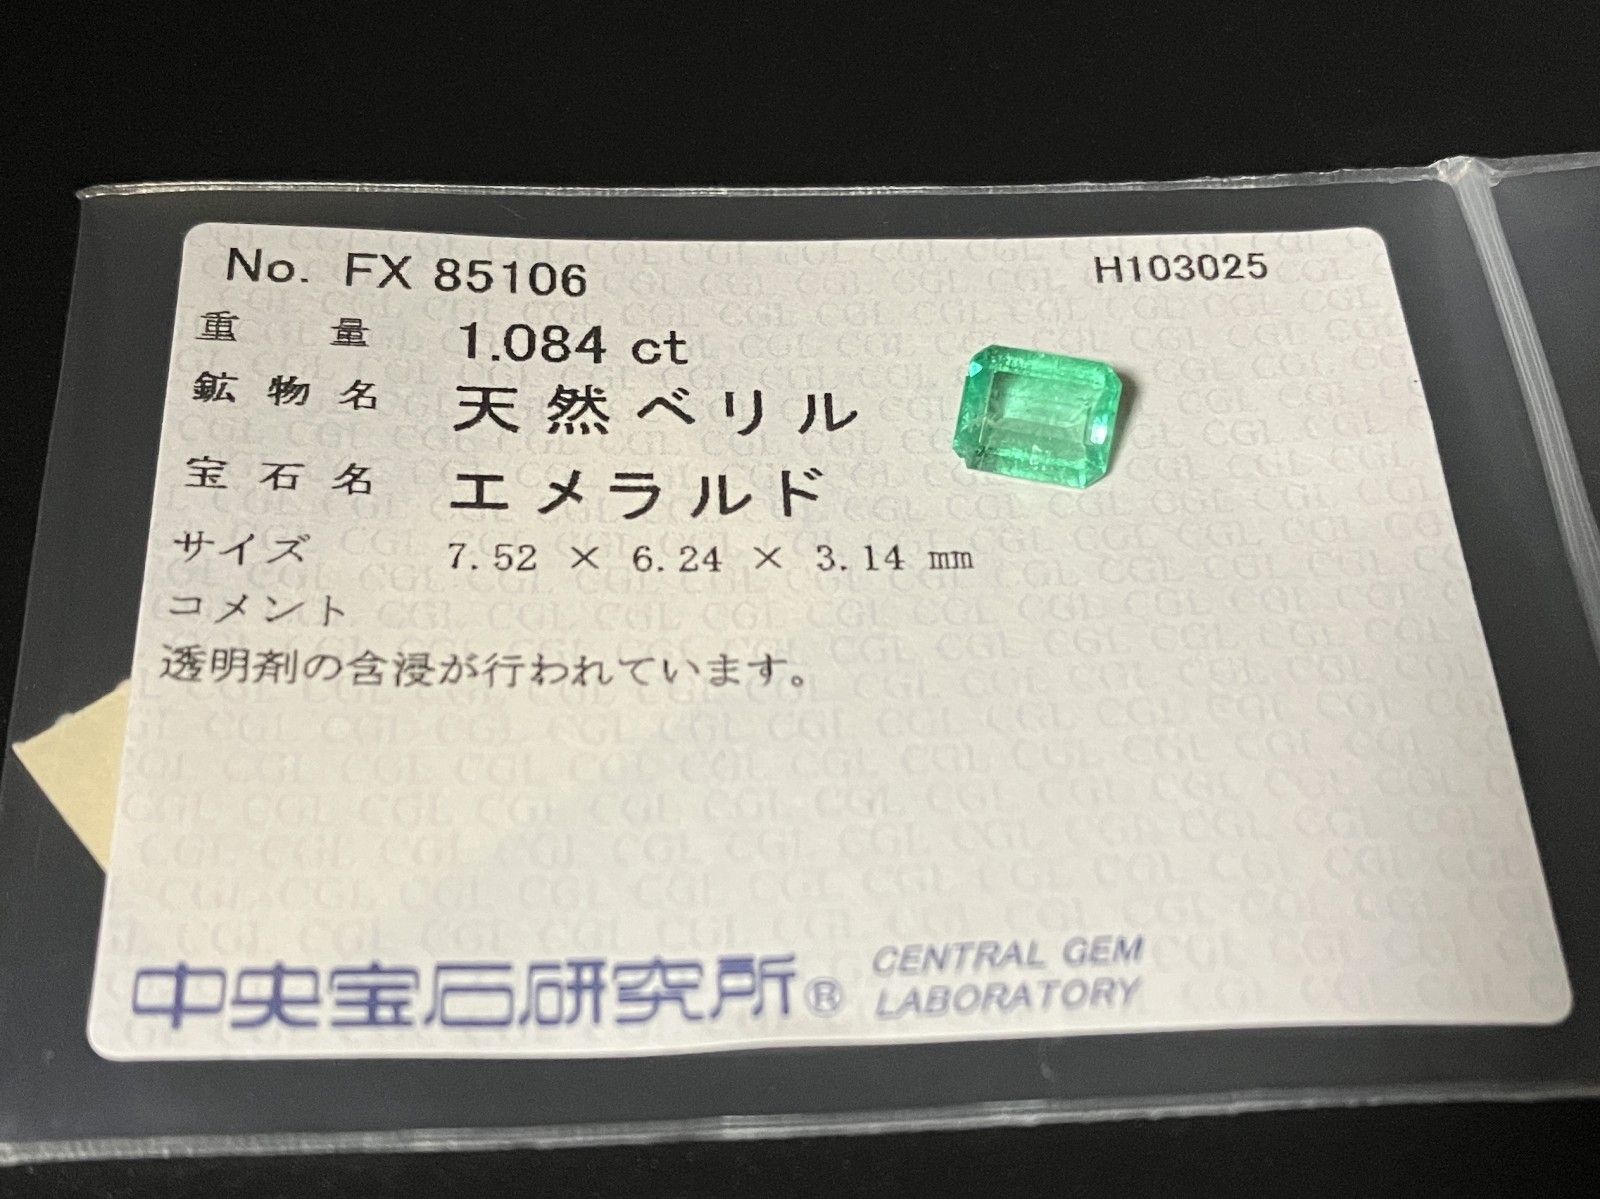 No. FX 85106 H103025
重量 1.084 ct
鉱物名 天然ベリル
宝石名 エメラルド
サイズ 7.52 × 6.24 × 3.14 mm
コメント
透明剤の含浸が行われています。
中央宝石研究所® CENTRAL GEM
LABORATORY